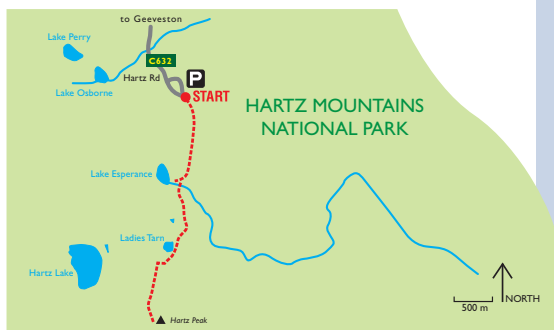 to Geeveston
Lake Perry
C632
Hartz Rd
P
Lake Osborne
START
HARTZ MOUNTAINS
NATIONAL PARK
Lake Esperance
Ladies Tarn
Hartz Lake
NORTH
500 m
Hartz Peak